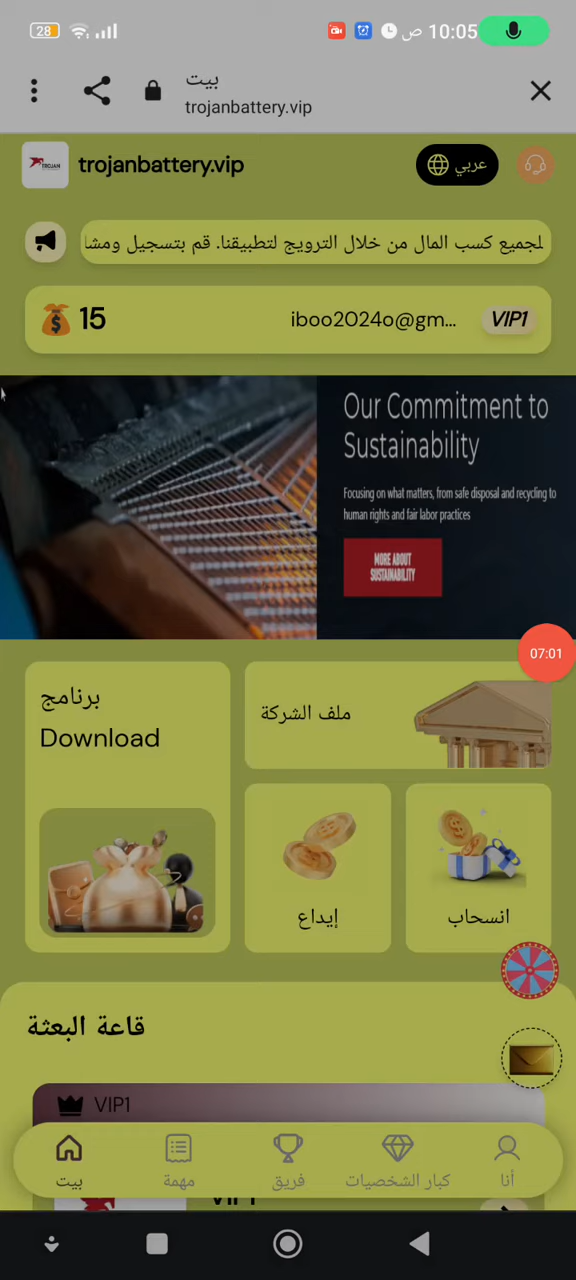 28
10:05 ص
بيت
trojanbattery.vip
TROJAN
trojanbattery.vip
عربي
لجميع كسب المال من خلال الترويج لتطبيقنا. قم بتسجيل ومشا
15
iboo2024o@gm...
VIP1
Our Commitment to
Sustainability
Focusing on what matters, from safe disposal and recycling to
human rights and fair labor practices
MORE ABOUT
SUSTAINABILITY
07:01
برنامج
Download
ملف الشركة
إيداع
انسحاب
قاعة البعثة
VIP1
VIP1
بيت
مهمة
فريق
كبار الشخصيات
أنا